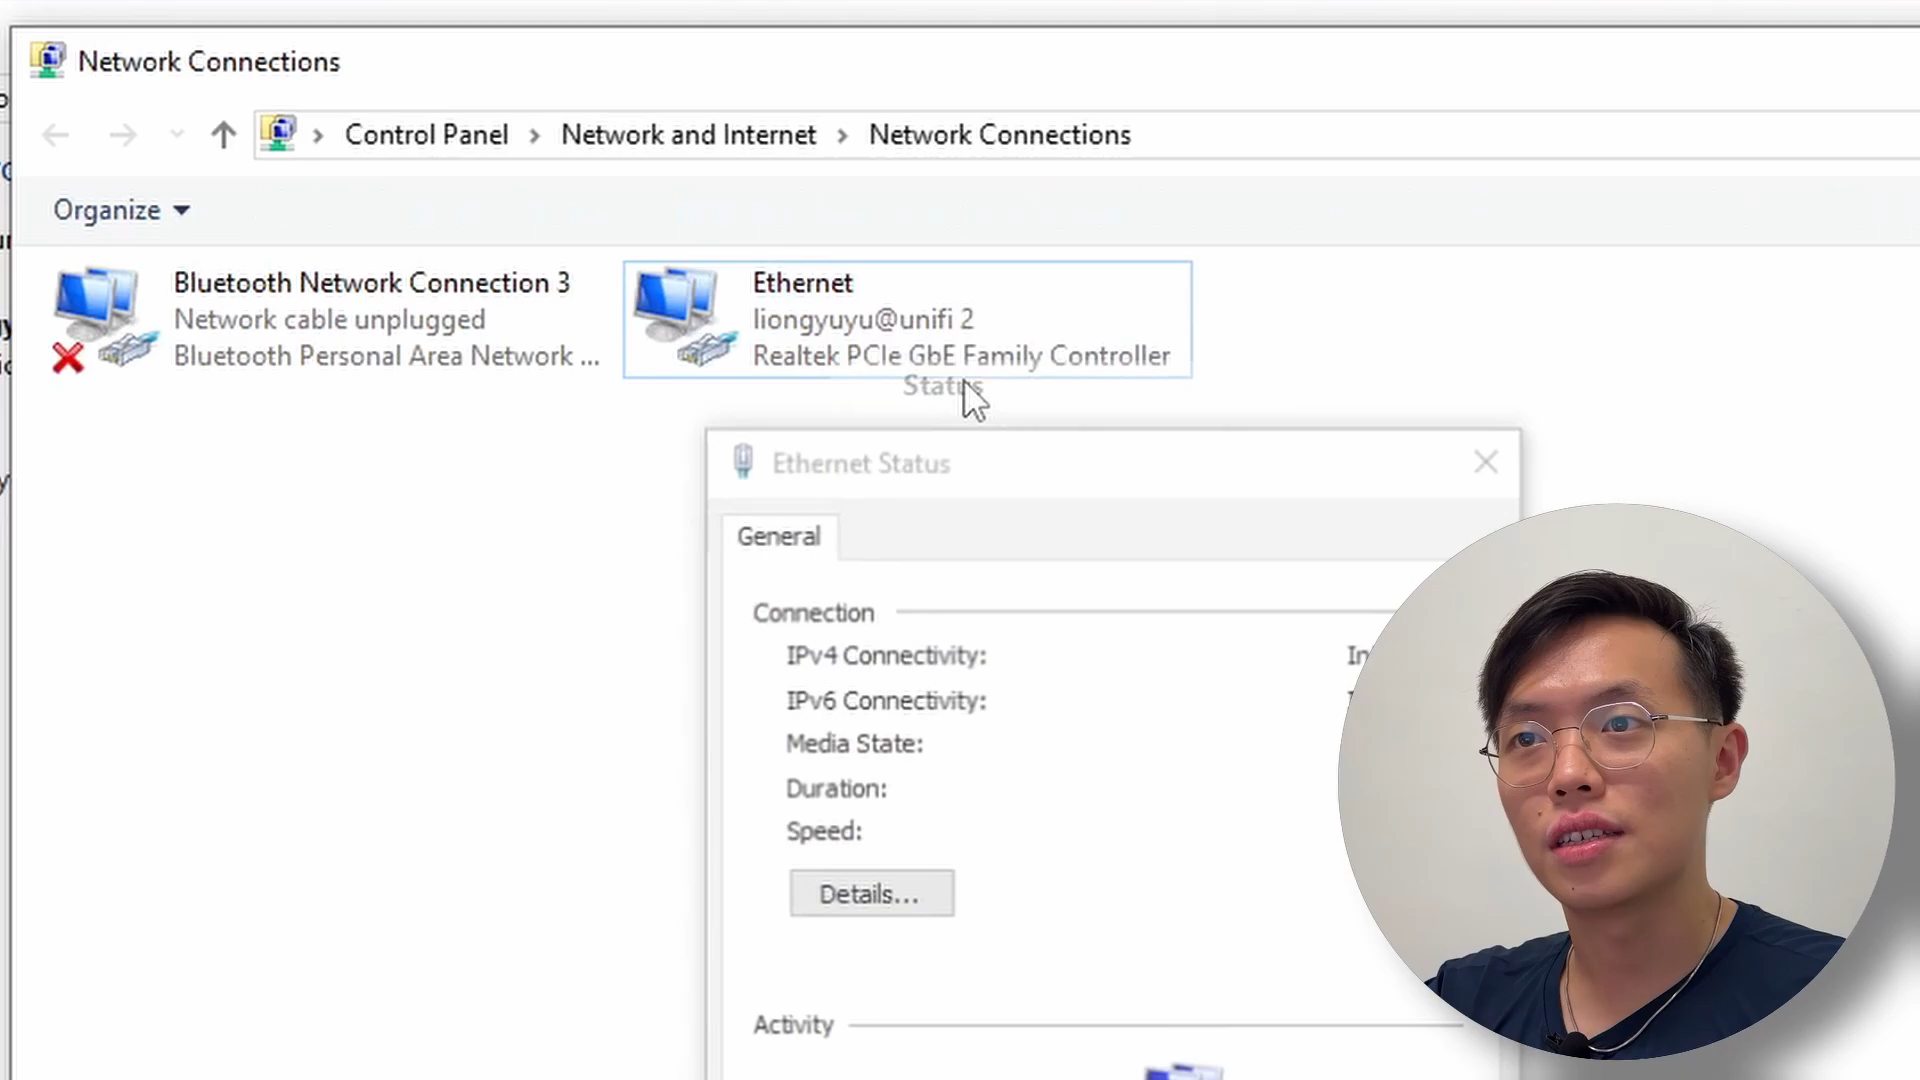 Network Connections
Control Panel > Network and Internet > Network Connections
Organize
Bluetooth Network Connection 3
Network cable unplugged
Bluetooth Personal Area Network ...
Ethernet
liongyuyu@unifi 2
Realtek PCIe GbE Family Controller
Status
Ethernet Status
General
Connection
IPv4 Connectivity:
IPv6 Connectivity:
Media State:
Duration:
Speed:
Details...
Activity